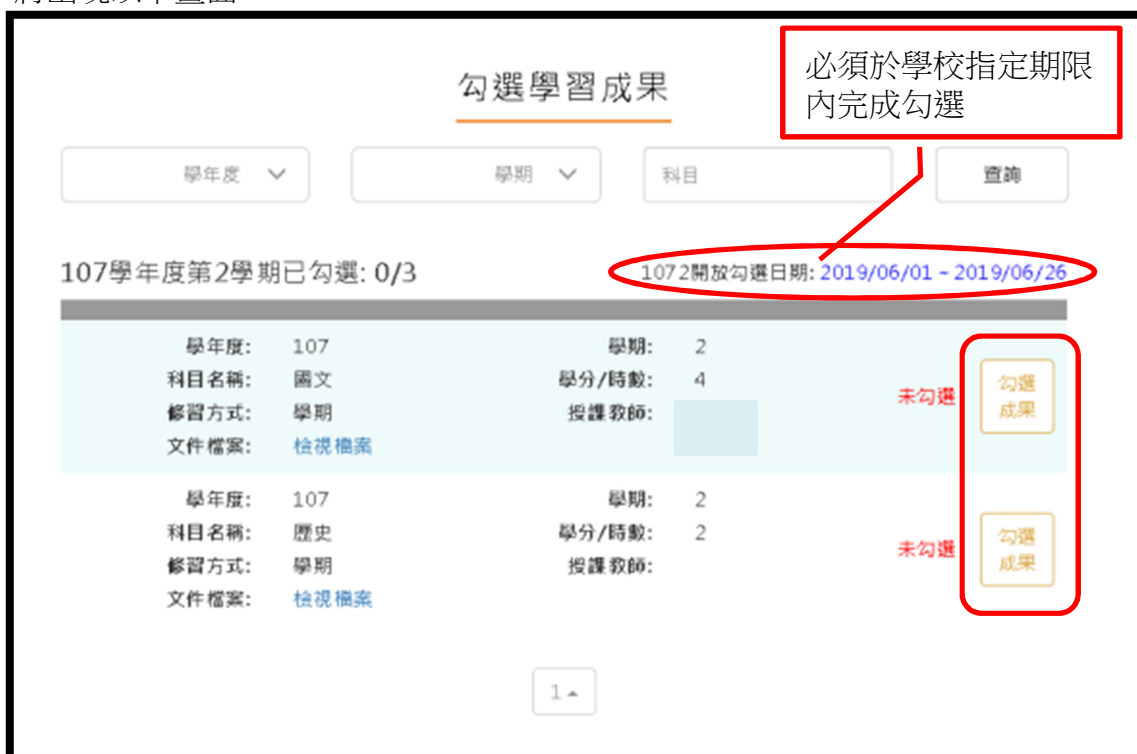 將出現以下畫面
必須於學校指定期限
內完成勾選
勾選學習成果
學年度
學期
科目
查詢
107學年度第2學期已勾選: 0/3
1072開放勾選日期: 2019/06/01 ~ 2019/06/26
學年度: 107 學期: 2
科目名稱: 國文 學分/時數: 4
未勾選
勾選
成果
修習方式: 學期 授課教師:
文件檔案: 檢視檔案
學年度: 107 學期: 2
科目名稱: 歷史 學分/時數: 2
未勾選
勾選
成果
修習方式: 學期 授課教師:
文件檔案: 檢視檔案
1